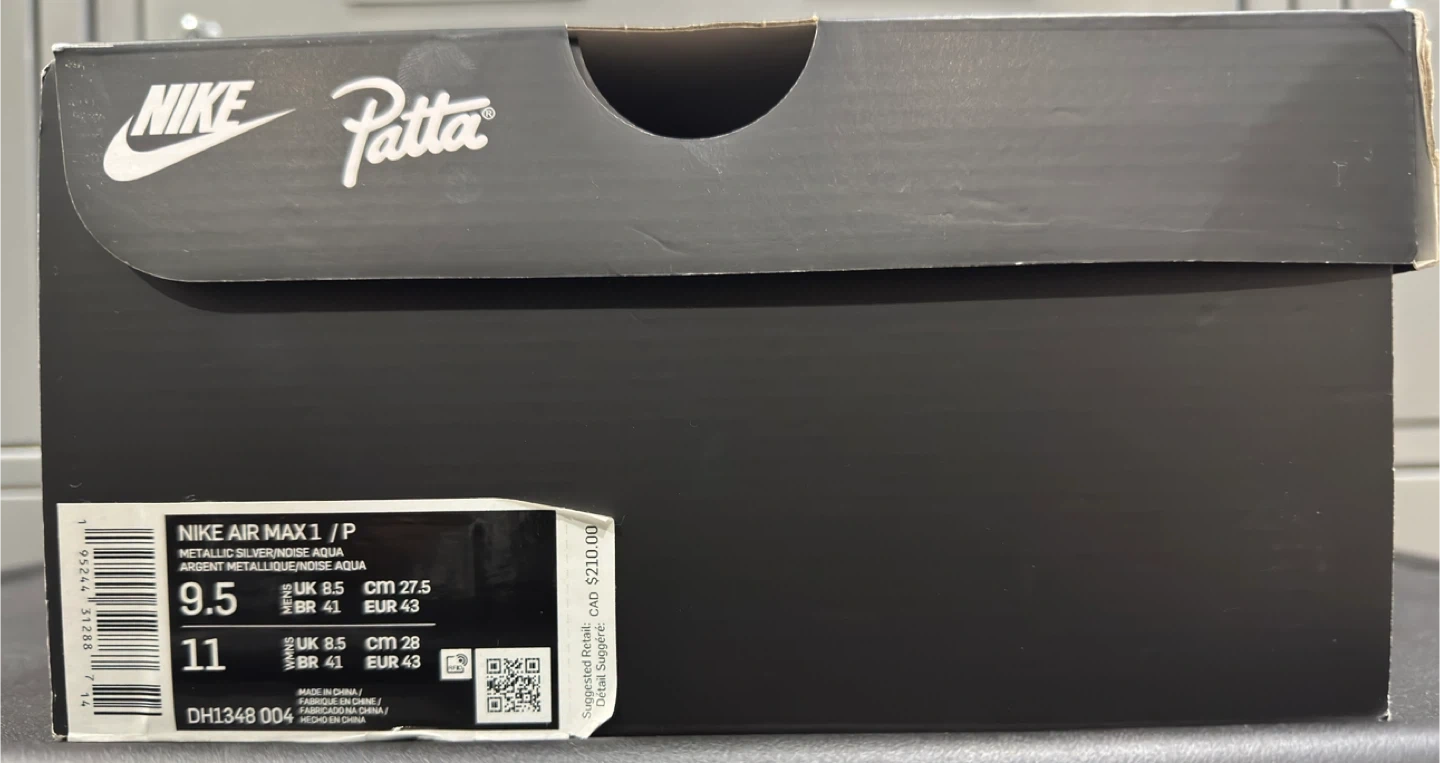 NIKE
Patta®
1 95244 31288 7 14
NIKE AIR MAX 1 / P
METALLIC SILVER/NOISE AQUA
ARGENT METALLIQUE/NOISE AQUA
9.5 MENS UK 8.5 cm 27.5
BR 41 EUR 43
11 WMNS UK 8.5 cm 28
BR 41 EUR 43
MADE IN CHINA /
FABRIQUE EN CHINE /
FABRICADO NA CHINA /
DH1348 004 HECHO EN CHINA
Suggested Retail: CAD $210.00
Détail Suggéré: